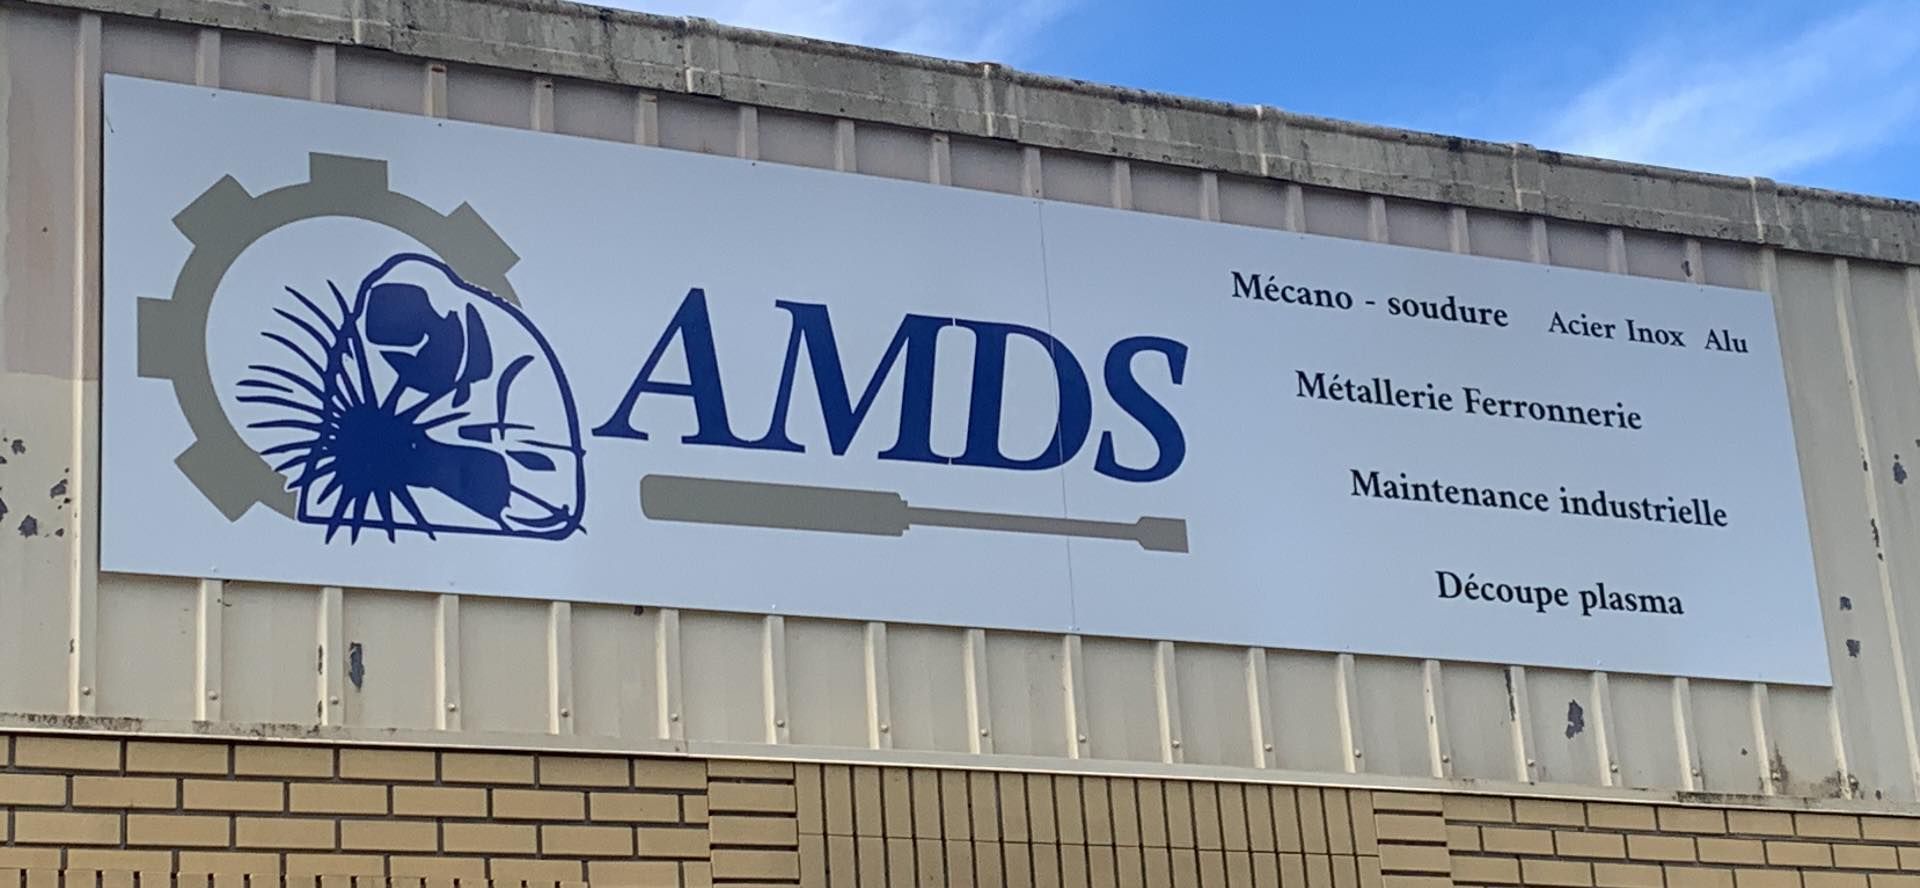 AMDS
Mécano - soudure Acier Inox Alu
Métallerie Ferronnerie
Maintenance industrielle
Découpe plasma